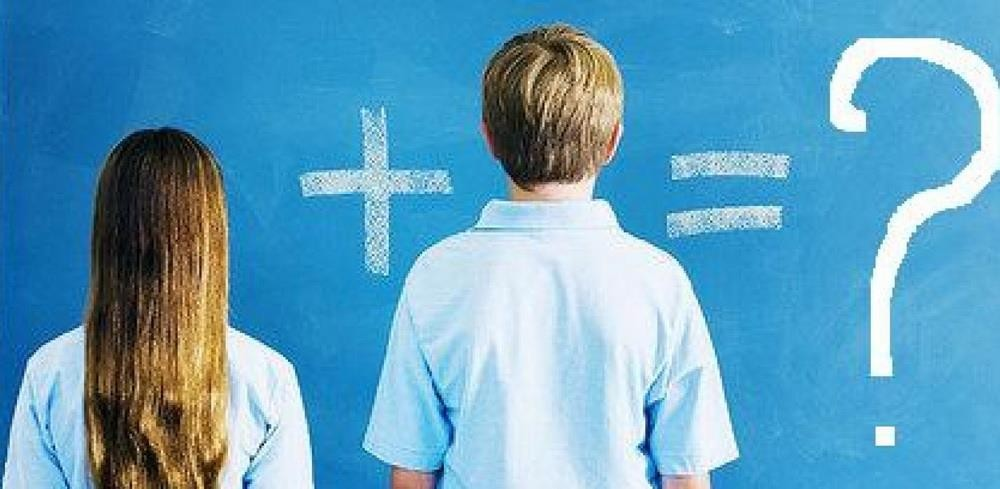 + = ?